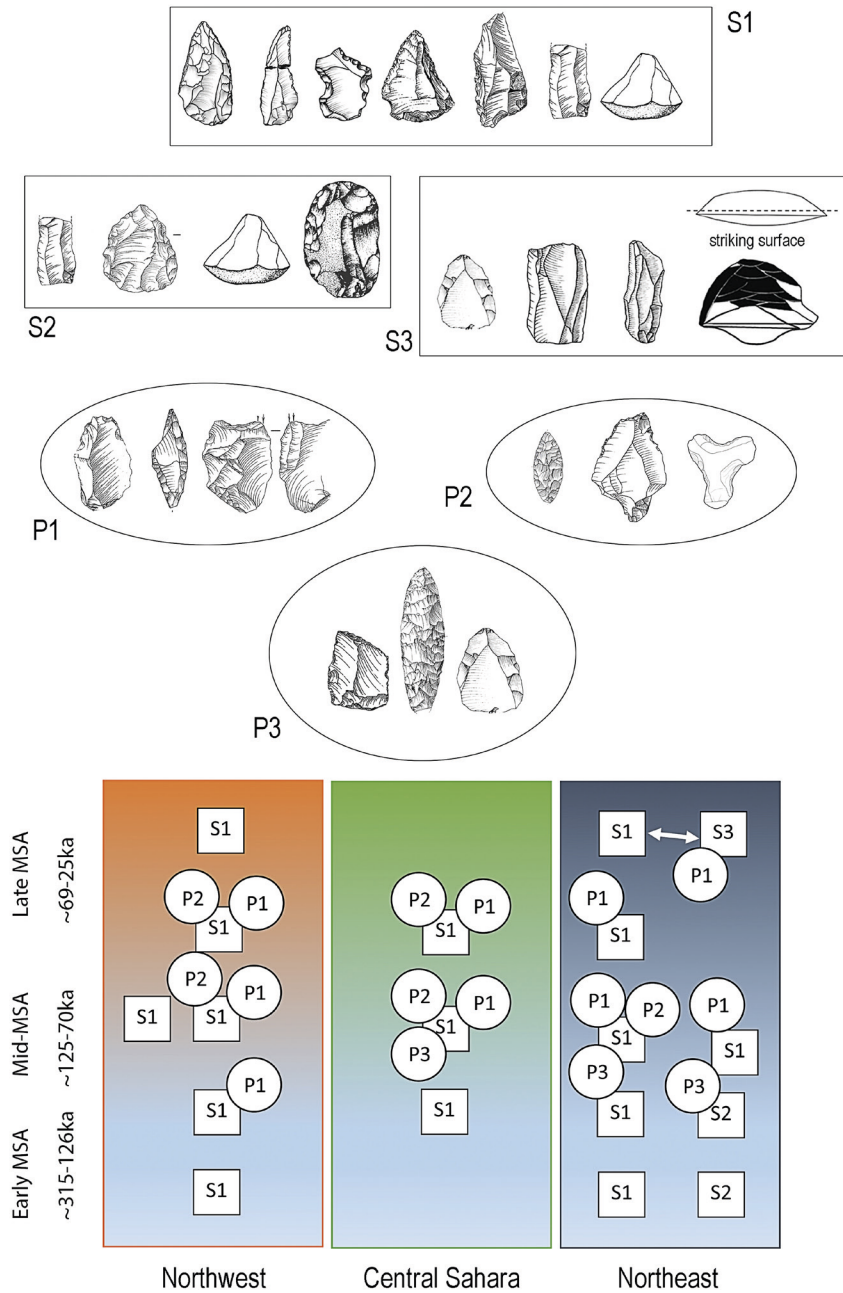 S1
S2
S3
striking surface
P1
P2
P3
Late MSA
~69-25ka
Mid-MSA
~125-70ka
Early MSA
~315-126ka
S1
P2
P1
S1
P2
P1
S1
S1
P1
S1
S1
Northwest
P2
P1
S1
P2
P1
S1
P3
S1
Central Sahara
S1
S3
P1
P1
S1
P1
P2
P1
S1
S1
P3
P3
S1
S2
S1
S2
Northeast